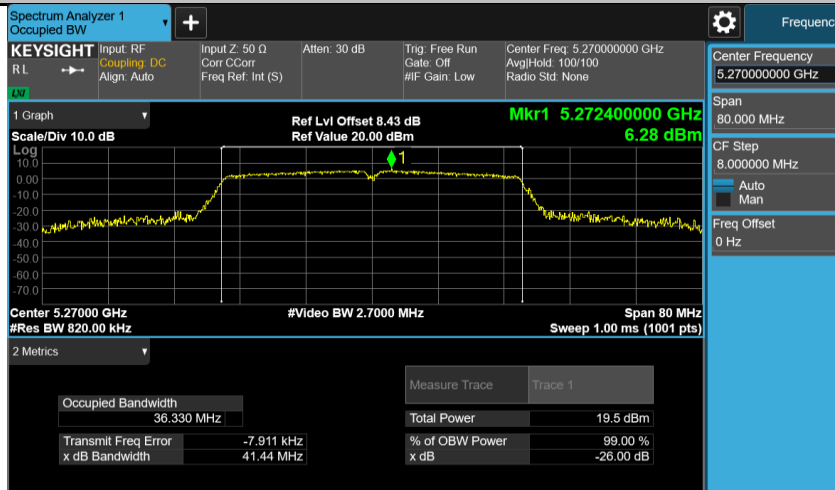 Spectrum Analyzer 1
Occupied BW
Frequenc
KEYSIGHT
R L
LXI
Input: RF
Coupling: DC
Align: Auto
Input Z: 50 Ω
Corr CCorr
Freq Ref: Int (S)
Atten: 30 dB
Trig: Free Run
Gate: Off
#IF Gain: Low
Center Freq: 5.270000000 GHz
Avg|Hold: 100/100
Radio Std: None
1 Graph
Scale/Div 10.0 dB
Ref Lvl Offset 8.43 dB
Ref Value 20.00 dBm
Mkr1 5.272400000 GHz
6.28 dBm
Log
10.0
0.00
-10.0
-20.0
-30.0
-40.0
-50.0
-60.0
-70.0
1
Center 5.27000 GHz
#Res BW 820.00 kHz
#Video BW 2.7000 MHz
Span 80 MHz
Sweep 1.00 ms (1001 pts)
2 Metrics
Occupied Bandwidth
36.330 MHz
Transmit Freq Error -7.911 kHz
x dB Bandwidth 41.44 MHz
Measure Trace Trace 1
Total Power 19.5 dBm
% of OBW Power 99.00 %
x dB -26.00 dB
Center Frequency
5.270000000 GHz
Span
80.000 MHz
CF Step
8.000000 MHz
Auto
Man
Freq Offset
0 Hz